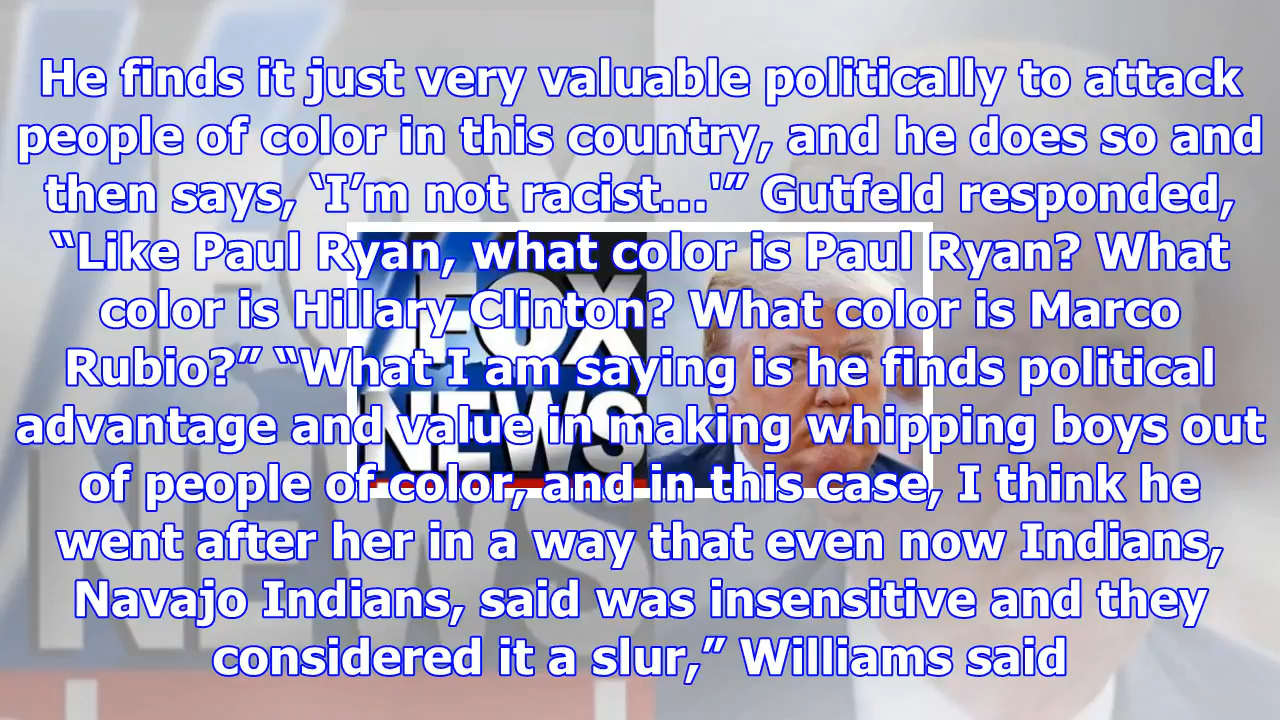 He finds it just very valuable politically to attack
people of color in this country, and he does so and
then says, ‘I’m not racist…'” Gutfeld responded,
“Like Paul Ryan, what color is Paul Ryan? What
color is Hillary Clinton? What color is Marco
Rubio?” “What I am saying is he finds political
advantage and value in making whipping boys out
of people of color, and in this case, I think he
went after her in a way that even now Indians,
Navajo Indians, said was insensitive and they
considered it a slur,” Williams said
FOX
NEWS